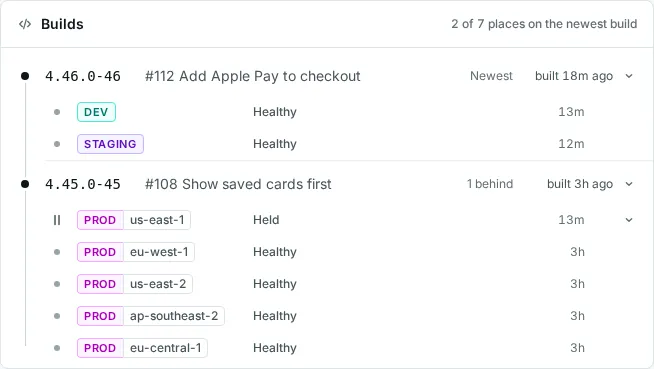 Builds 2 of 7 places on the newest build
4.46.0-46 #112 Add Apple Pay to checkout Newest built 18m ago
DEV Healthy 13m
STAGING Healthy 12m
4.45.0-45 #108 Show saved cards first 1 behind built 3h ago
PROD us-east-1 Held 13m
PROD eu-west-1 Healthy 3h
PROD us-east-2 Healthy 3h
PROD ap-southeast-2 Healthy 3h
PROD eu-central-1 Healthy 3h